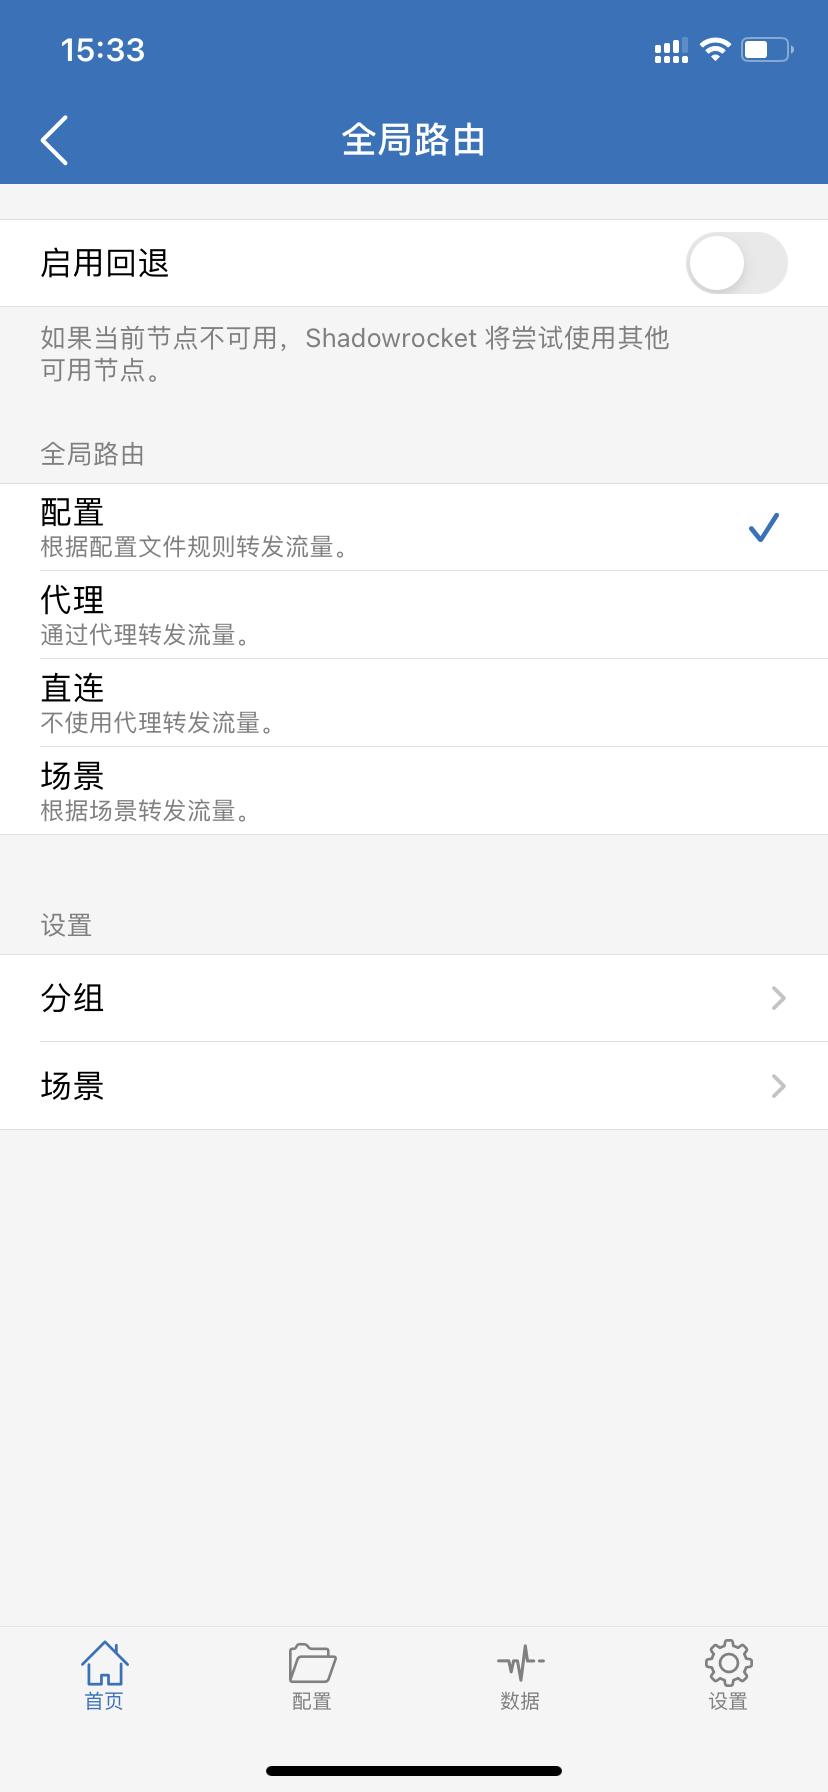 15:33
全局路由
启用回退
如果当前节点不可用，Shadowrocket 将尝试使用其他
可用节点。
全局路由
配置
根据配置文件规则转发流量。
代理
通过代理转发流量。
直连
不使用代理转发流量。
场景
根据场景转发流量。
设置
分组
场景
首页
配置
数据
设置